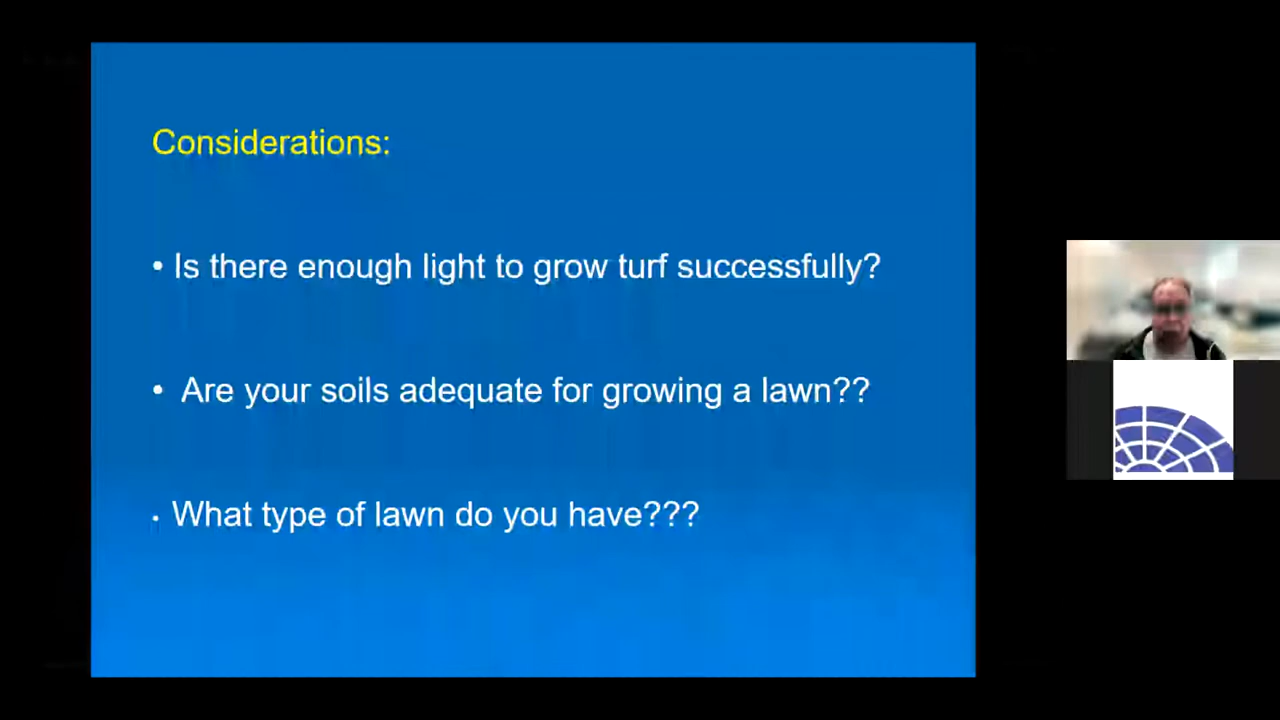 Considerations:
• Is there enough light to grow turf successfully?
• Are your soils adequate for growing a lawn??
• What type of lawn do you have???